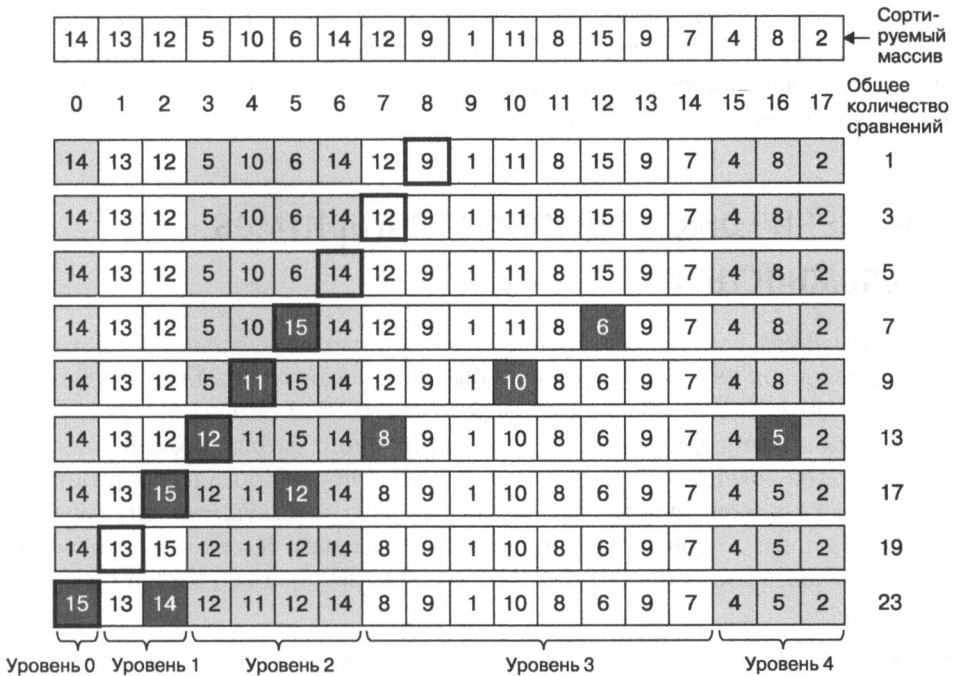 Сорти-
14 13 12 5 10 6 14 12 9 1 11 8 15 9 7 4 8 2 руемый
массив
Общее
0 1 2 3 4 5 6 7 8 9 10 11 12 13 14 15 16 17 количество
сравнений
14 13 12 5 10 6 14 12 9 1 11 8 15 9 7 4 8 2 1
14 13 12 5 10 6 14 12 9 1 11 8 15 9 7 4 8 2 3
14 13 12 5 10 6 14 12 9 1 11 8 15 9 7 4 8 2 5
14 13 12 5 10 15 14 12 9 1 11 8 6 9 7 4 8 2 7
14 13 12 5 11 15 14 12 9 1 10 8 6 9 7 4 8 2 9
14 13 12 12 11 15 14 8 9 1 10 8 6 9 7 4 5 2 13
14 13 15 12 11 12 14 8 9 1 10 8 6 9 7 4 5 2 17
14 13 15 12 11 12 14 8 9 1 10 8 6 9 7 4 5 2 19
15 13 14 12 11 12 14 8 9 1 10 8 6 9 7 4 5 2 23
Уровень 0 Уровень 1 Уровень 2 Уровень 3 Уровень 4